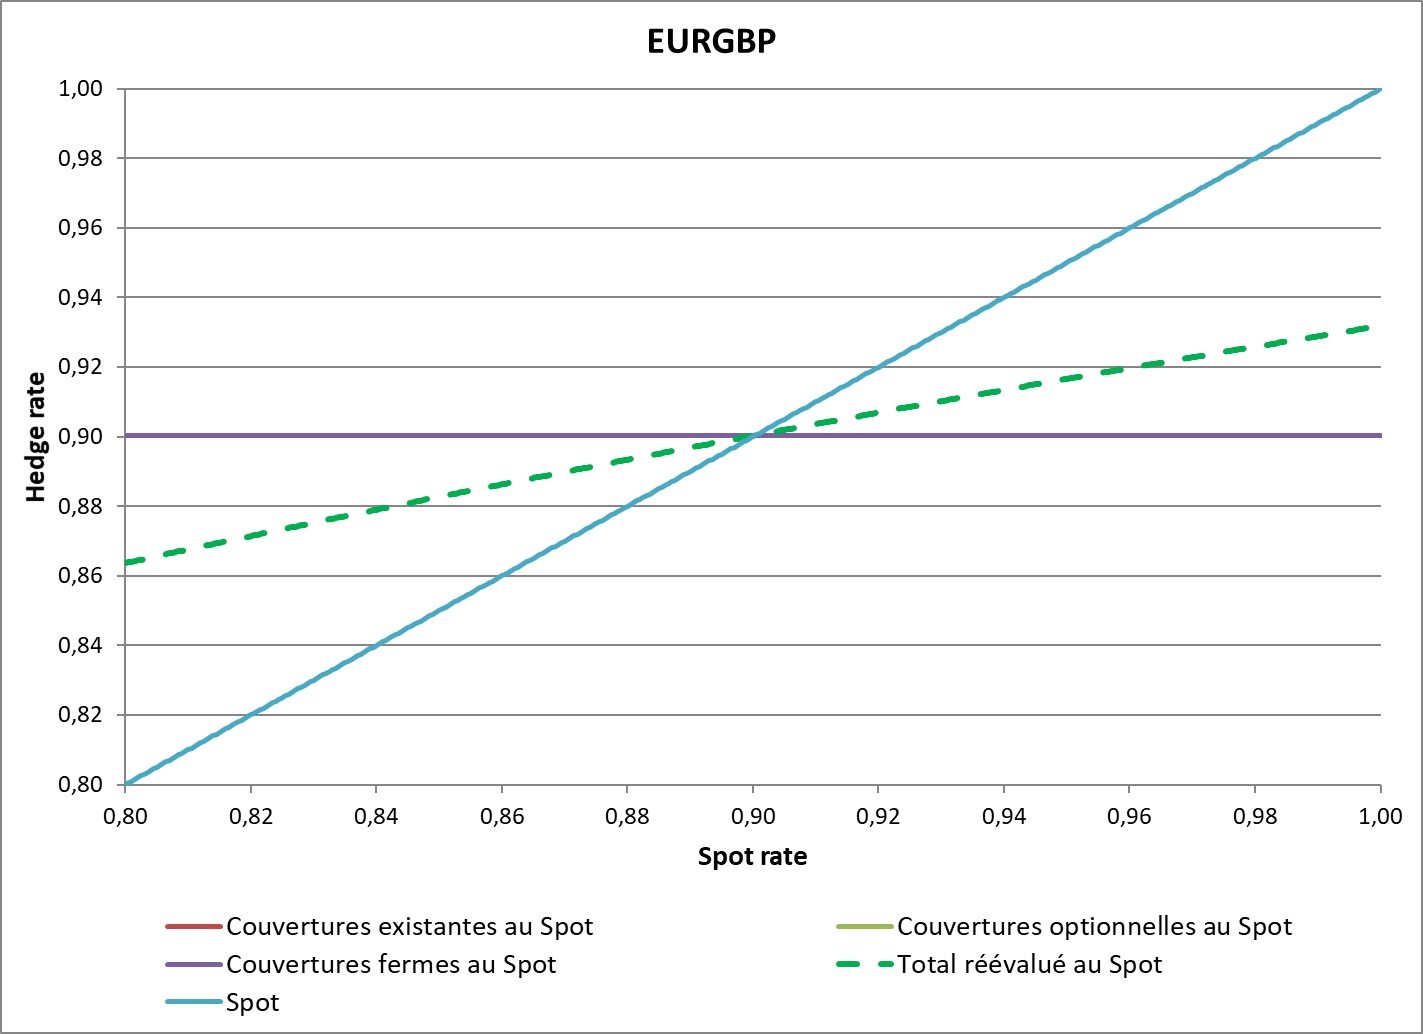 EURGBP
1,00
0,98
0,96
0,94
0,92
0,90
0,88
0,86
0,84
0,82
0,80
Hedge rate
0,80 0,82 0,84 0,86 0,88 0,90 0,92 0,94 0,96 0,98 1,00
Spot rate
Couvertures existantes au Spot Couvertures optionnelles au Spot
Couvertures fermes au Spot Total réévalué au Spot
Spot